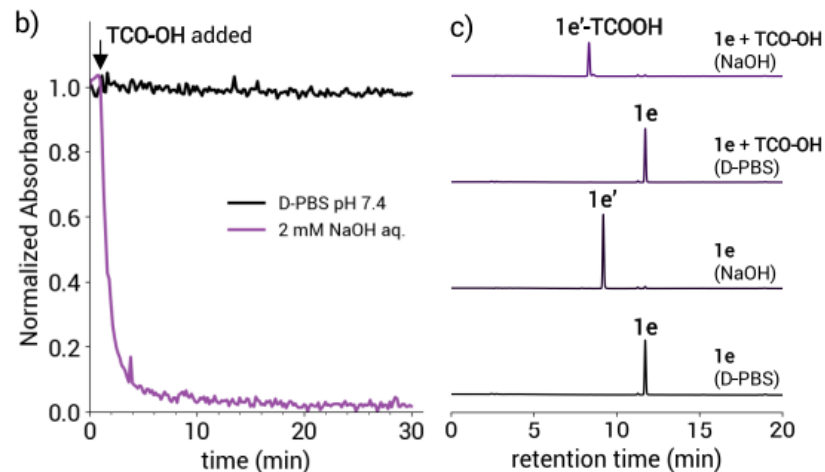 b)
TCO-OH added
Normalized Absorbance
1.0
0.8
0.6
0.4
0.2
0.0
D-PBS pH 7.4
2 mM NaOH aq.
0
10
20
30
time (min)
c)
1e′-TCOOH
1e + TCO-OH
(NaOH)
1e
1e + TCO-OH
(D-PBS)
1e′
1e
(NaOH)
1e
1e
(D-PBS)
0
5
10
15
20
retention time (min)